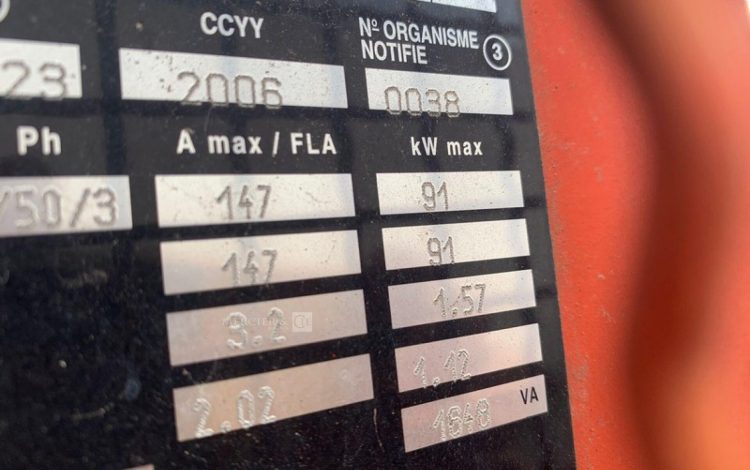 CCYY
Nº ORGANISME
NOTIFIE 3
23 2006 0038
Ph A max / FLA kW max
/50/3 147 91
147 91
3.2 1.57
2.02 1.12
1648 VA